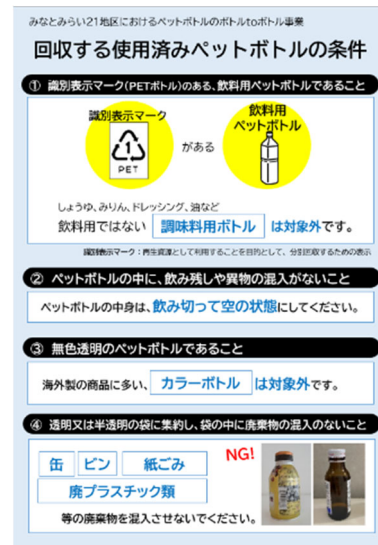 みなとみらい21地区におけるペットボトルのボトルtoボトル事業
回収する使用済みペットボトルの条件
① 識別表示マーク(PETボトル)のある、飲料用ペットボトルであること
識別表示マーク
1
PET
がある
飲料用
ペットボトル
しょうゆ、みりん、ドレッシング、油など
飲料用ではない 調味料用ボトル は対象外です。
識別表示マーク:再生資源として利用することを目的として、分別回収するための表示
② ペットボトルの中に、飲み残しや異物の混入がないこと
ペットボトルの中身は、飲み切って空の状態にしてください。
③ 無色透明のペットボトルであること
海外製の商品に多い、 カラーボトル は対象外です。
④ 透明又は半透明の袋に集約し、袋の中に廃棄物の混入のないこと
缶 ビン 紙ごみ
NG!
廃プラスチック類
等の廃棄物を混入させないでください。